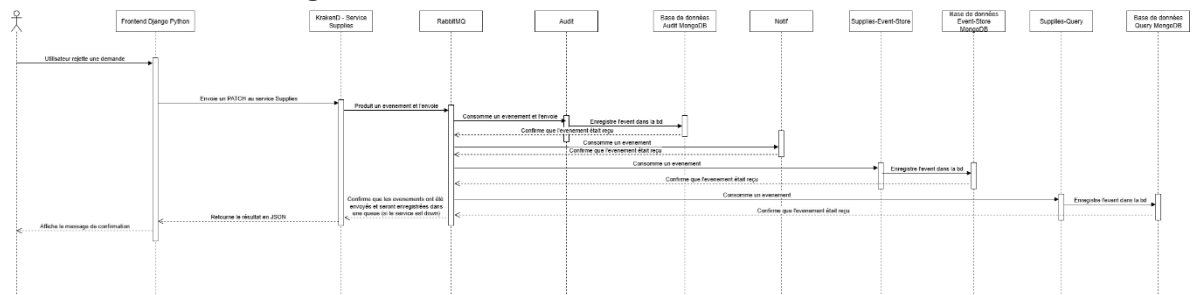 Frontend Django Python
KrakenD - Service
Supplies
RabbitMQ
Audit
Base de données
Audit MongoDB
Notif
Supplies-Event-Store
Base de données
Event-Store
MongoDB
Supplies-Query
Base de données
Query MongoDB
Utilisateur rejette une demande
Envoie un PATCH au service Supplies
Produit un evenement et l'envoie
Consomme un evenement et l'envoie
Enregistre l'event dans la bd
Confirme que l'evenement était reçu
Consomme un evenement
Confirme que l'evenement était reçu
Consomme un evenement
Enregistre l'event dans la bd
Confirme que l'evenement était reçu
Consomme un evenement
Enregistre l'event dans la bd
Confirme que l'evenement était reçu
Confirme que les evenements ont été
envoyés et seront enregistrées dans
une queue (si le service est down)
Retourne le résultat en JSON
Affiche le message de confirmation